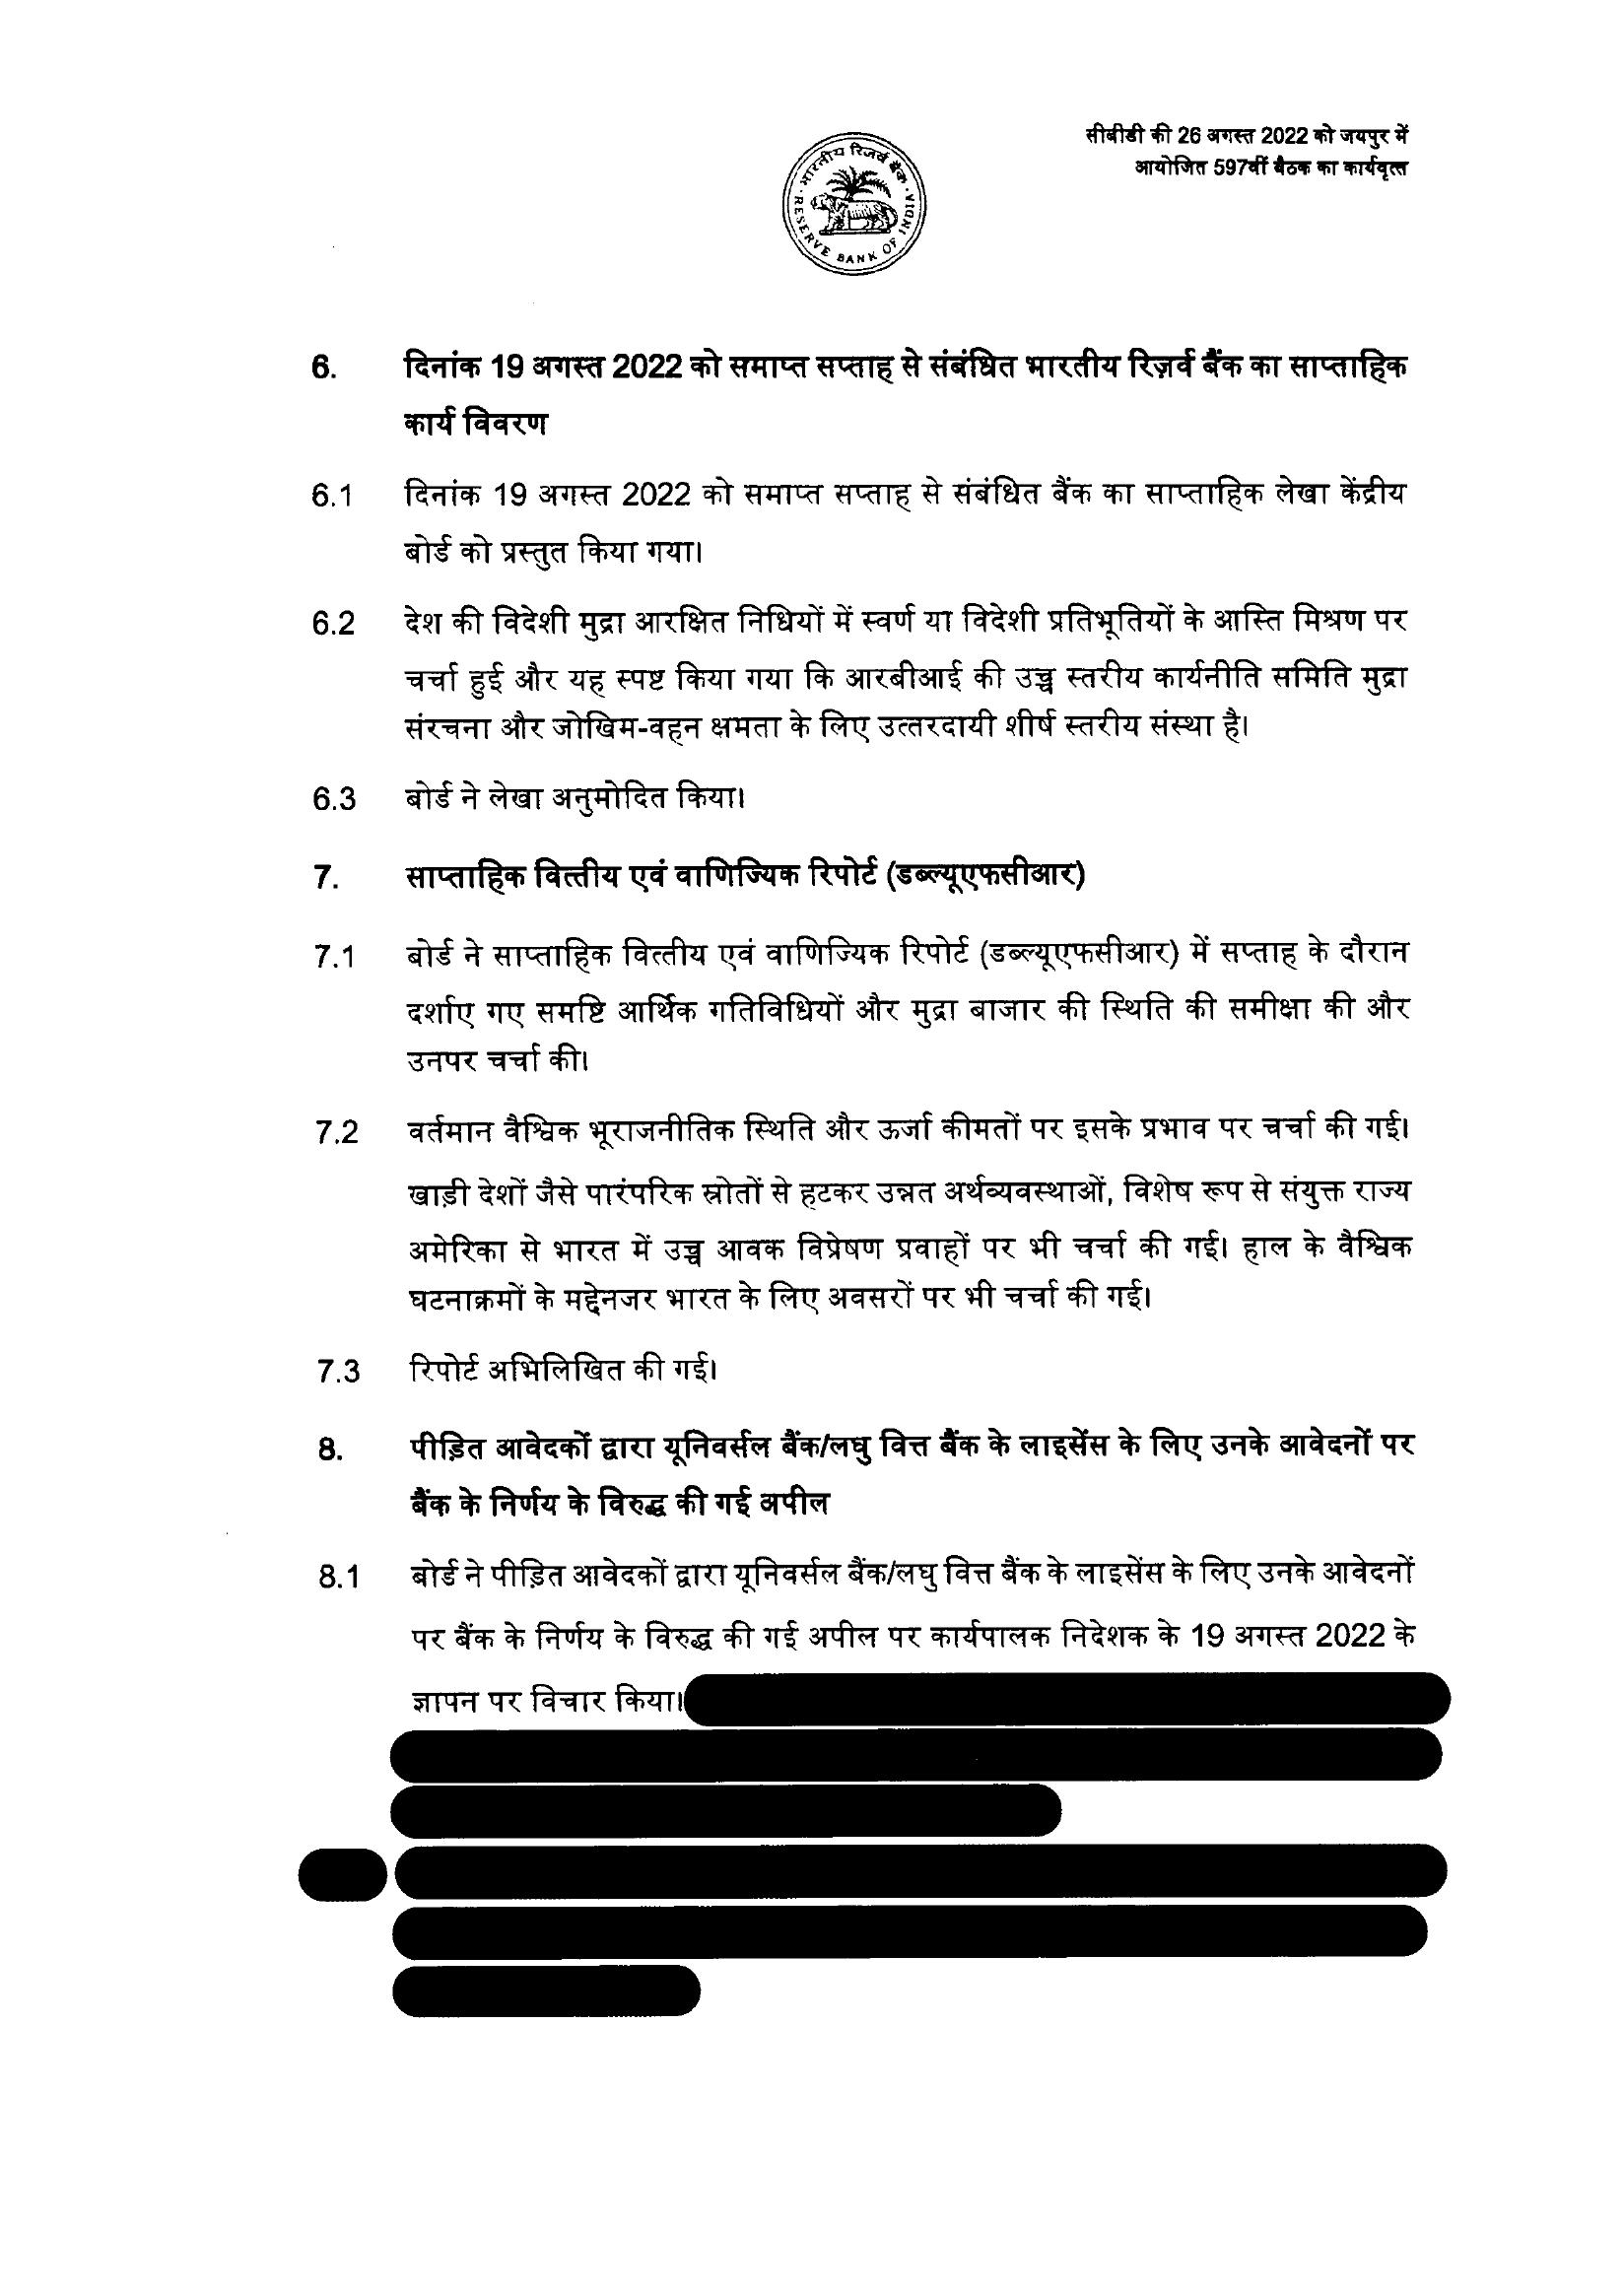 सीबीडी की 26 अगस्त 2022 को जयपुर में
आयोजित 597वीं बैठक का कार्यवृत्त
भारतीय रिजर्व बैंक
RESERVE BANK OF INDIA
6. दिनांक 19 अगस्त 2022 को समाप्त सप्ताह से संबंधित भारतीय रिज़र्व बैंक का साप्ताहिक
कार्य विवरण
6.1 दिनांक 19 अगस्त 2022 को समाप्त सप्ताह से संबंधित बैंक का साप्ताहिक लेखा केंद्रीय
बोर्ड को प्रस्तुत किया गया।
6.2 देश की विदेशी मुद्रा आरक्षित निधियों में स्वर्ण या विदेशी प्रतिभूतियों के आस्ति मिश्रण पर
चर्चा हुई और यह स्पष्ट किया गया कि आरबीआई की उच्च स्तरीय कार्यनीति समिति मुद्रा
संरचना और जोखिम-वहन क्षमता के लिए उत्तरदायी शीर्ष स्तरीय संस्था है।
6.3 बोर्ड ने लेखा अनुमोदित किया।
7. साप्ताहिक वित्तीय एवं वाणिज्यिक रिपोर्ट (डब्ल्यूएफसीआर)
7.1 बोर्ड ने साप्ताहिक वित्तीय एवं वाणिज्यिक रिपोर्ट (डब्ल्यूएफसीआर) में सप्ताह के दौरान
दर्शाए गए समष्टि आर्थिक गतिविधियों और मुद्रा बाजार की स्थिति की समीक्षा की और
उनपर चर्चा की।
7.2 वर्तमान वैश्विक भूराजनीतिक स्थिति और ऊर्जा कीमतों पर इसके प्रभाव पर चर्चा की गई।
खाड़ी देशों जैसे पारंपरिक स्रोतों से हटकर उन्नत अर्थव्यवस्थाओं, विशेष रूप से संयुक्त राज्य
अमेरिका से भारत में उच्च आवक विप्रेषण प्रवाहों पर भी चर्चा की गई। हाल के वैश्विक
घटनाक्रमों के मद्देनजर भारत के लिए अवसरों पर भी चर्चा की गई।
7.3 रिपोर्ट अभिलिखित की गई।
8. पीड़ित आवेदकों द्वारा यूनिवर्सल बैंक/लघु वित्त बैंक के लाइसेंस के लिए उनके आवेदनों पर
बैंक के निर्णय के विरुद्ध की गई अपील
8.1 बोर्ड ने पीड़ित आवेदकों द्वारा यूनिवर्सल बैंक/लघु वित्त बैंक के लाइसेंस के लिए उनके आवेदनों
पर बैंक के निर्णय के विरुद्ध की गई अपील पर कार्यपालक निदेशक के 19 अगस्त 2022 के
ज्ञापन पर विचार किया।